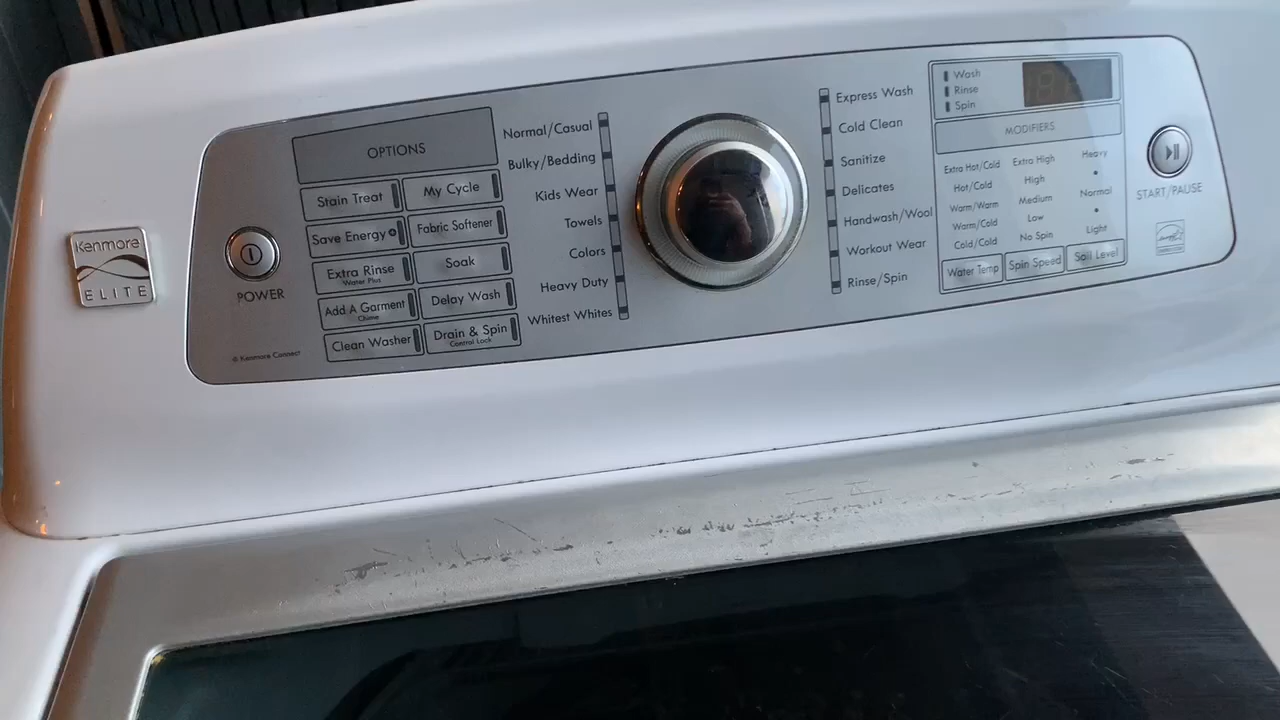 Kenmore
ELITE
POWER
Kenmore Connect
OPTIONS
Stain Treat
My Cycle
Save Energy
Fabric Softener
Extra Rinse
Water Plus
Soak
Add A Garment
Chime
Delay Wash
Clean Washer
Drain & Spin
Control Lock
Normal/Casual
Bulky/Bedding
Kids Wear
Towels
Colors
Heavy Duty
Whitest Whites
Express Wash
Cold Clean
Sanitize
Delicates
Handwash/Wool
Workout Wear
Rinse/Spin
Wash
Rinse
Spin
MODIFIERS
Extra Hot/Cold
Hot/Cold
Warm/Warm
Warm/Cold
Cold/Cold
Water Temp
Extra High
High
Medium
Low
No Spin
Spin Speed
Heavy
Normal
Light
Soil Level
START/PAUSE